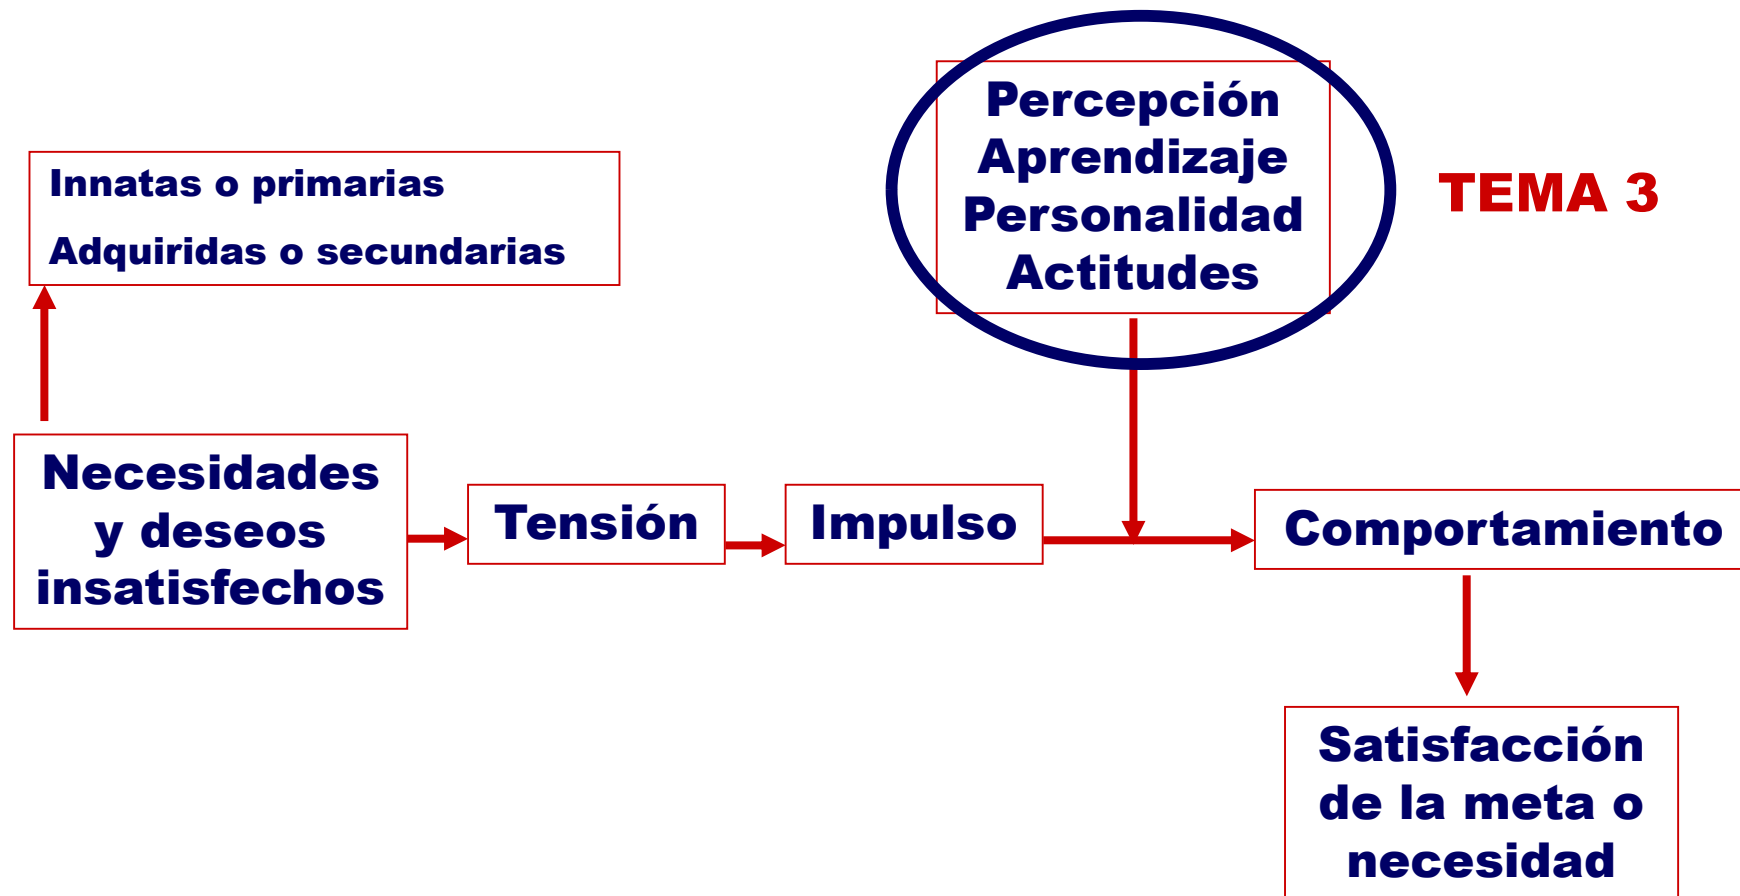 Percepción
Aprendizaje
Personalidad
Actitudes
TEMA 3
Innatas o primarias
Adquiridas o secundarias
Necesidades
y deseos
insatisfechos
Tensión
Impulso
Comportamiento
Satisfacción
de la meta o
necesidad